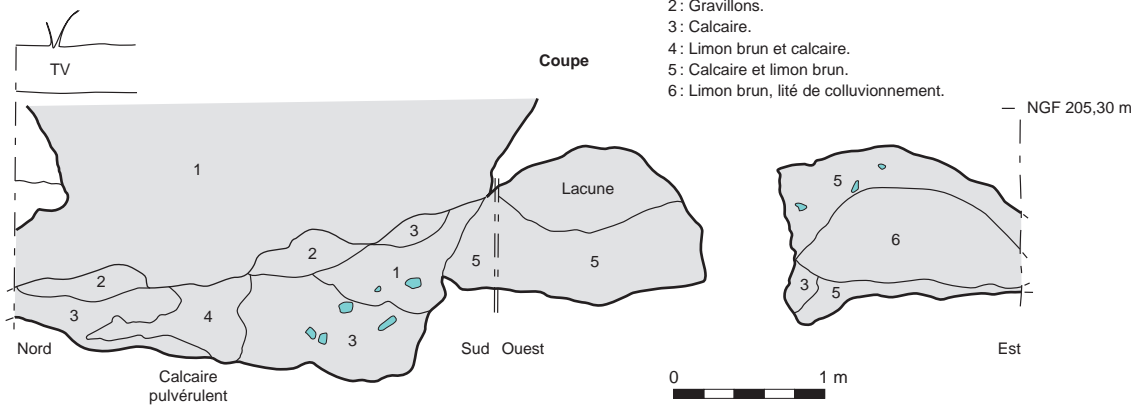 2 : Gravillons.
3 : Calcaire.
4 : Limon brun et calcaire.
5 : Calcaire et limon brun.
6 : Limon brun, lité de colluvionnement.
TV
Coupe
NGF 205,30 m
1
Lacune
5
6
3
2
1
5
5
2
3
5
3
4
3
Nord
Sud
Ouest
Est
Calcaire
pulvérulent
0
1 m